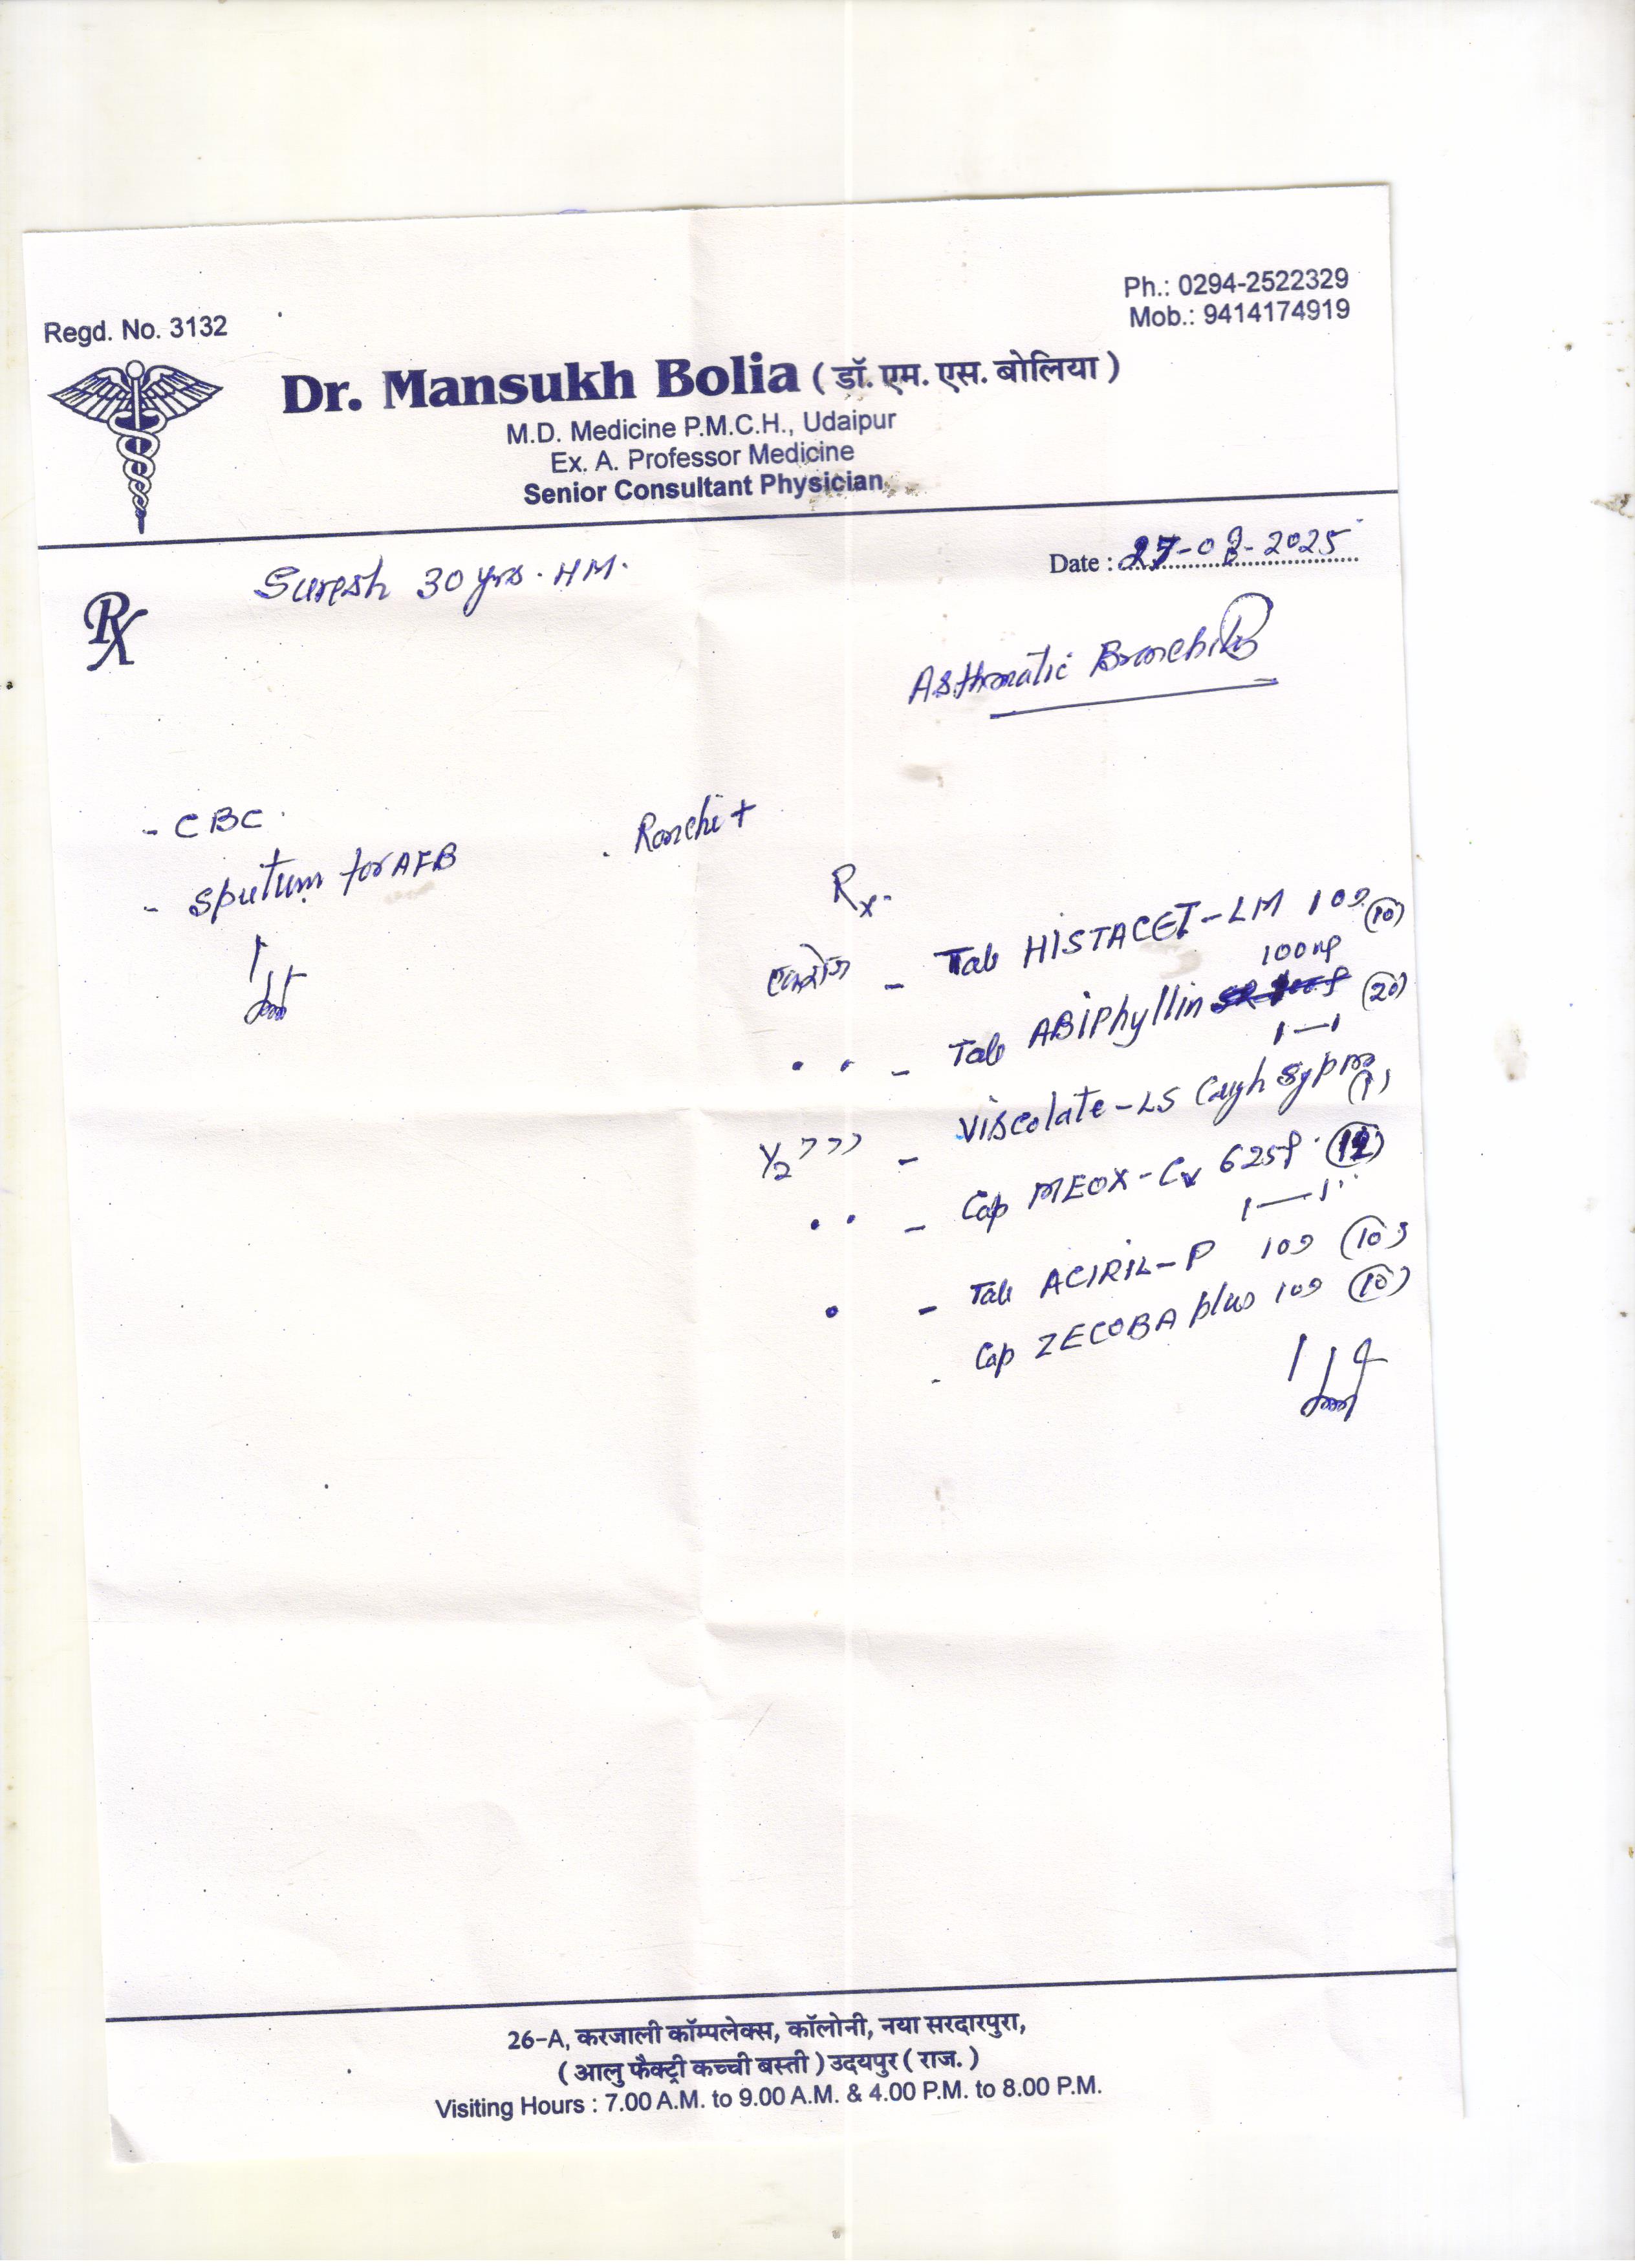 Ph.: 0294-2522329
Mob.: 9414174919
Regd. No. 3132
Dr. Mansukh Bolia ( डॉ. एम. एस. बोलिया )
M.D. Medicine P.M.C.H., Udaipur
Ex. A. Professor Medicine
Senior Consultant Physician
Date : 27-02-2025
Suresh 30 yrs. HM.
Rx
Asthmatic Bronchitis
- CBC
- Sputum for AFB
Ronchi +
Rx.
- Tab HISTACET-LM 10 (10)
100mg
- Tab ABIPhyllin (20)
1-1
1/2 - Viscolate-LS Cough Syp (1)
- Cap MEOX-CV 625 (12)
1-1
- Tab ACIRIL-P 10 (10)
- Cap ZECOBA plus 10 (10)
26-A, करजाली कॉम्पलेक्स, कॉलोनी, नया सरदारपुरा,
( आलु फैक्ट्री कच्ची बस्ती ) उदयपुर ( राज. )
Visiting Hours : 7.00 A.M. to 9.00 A.M. & 4.00 P.M. to 8.00 P.M.